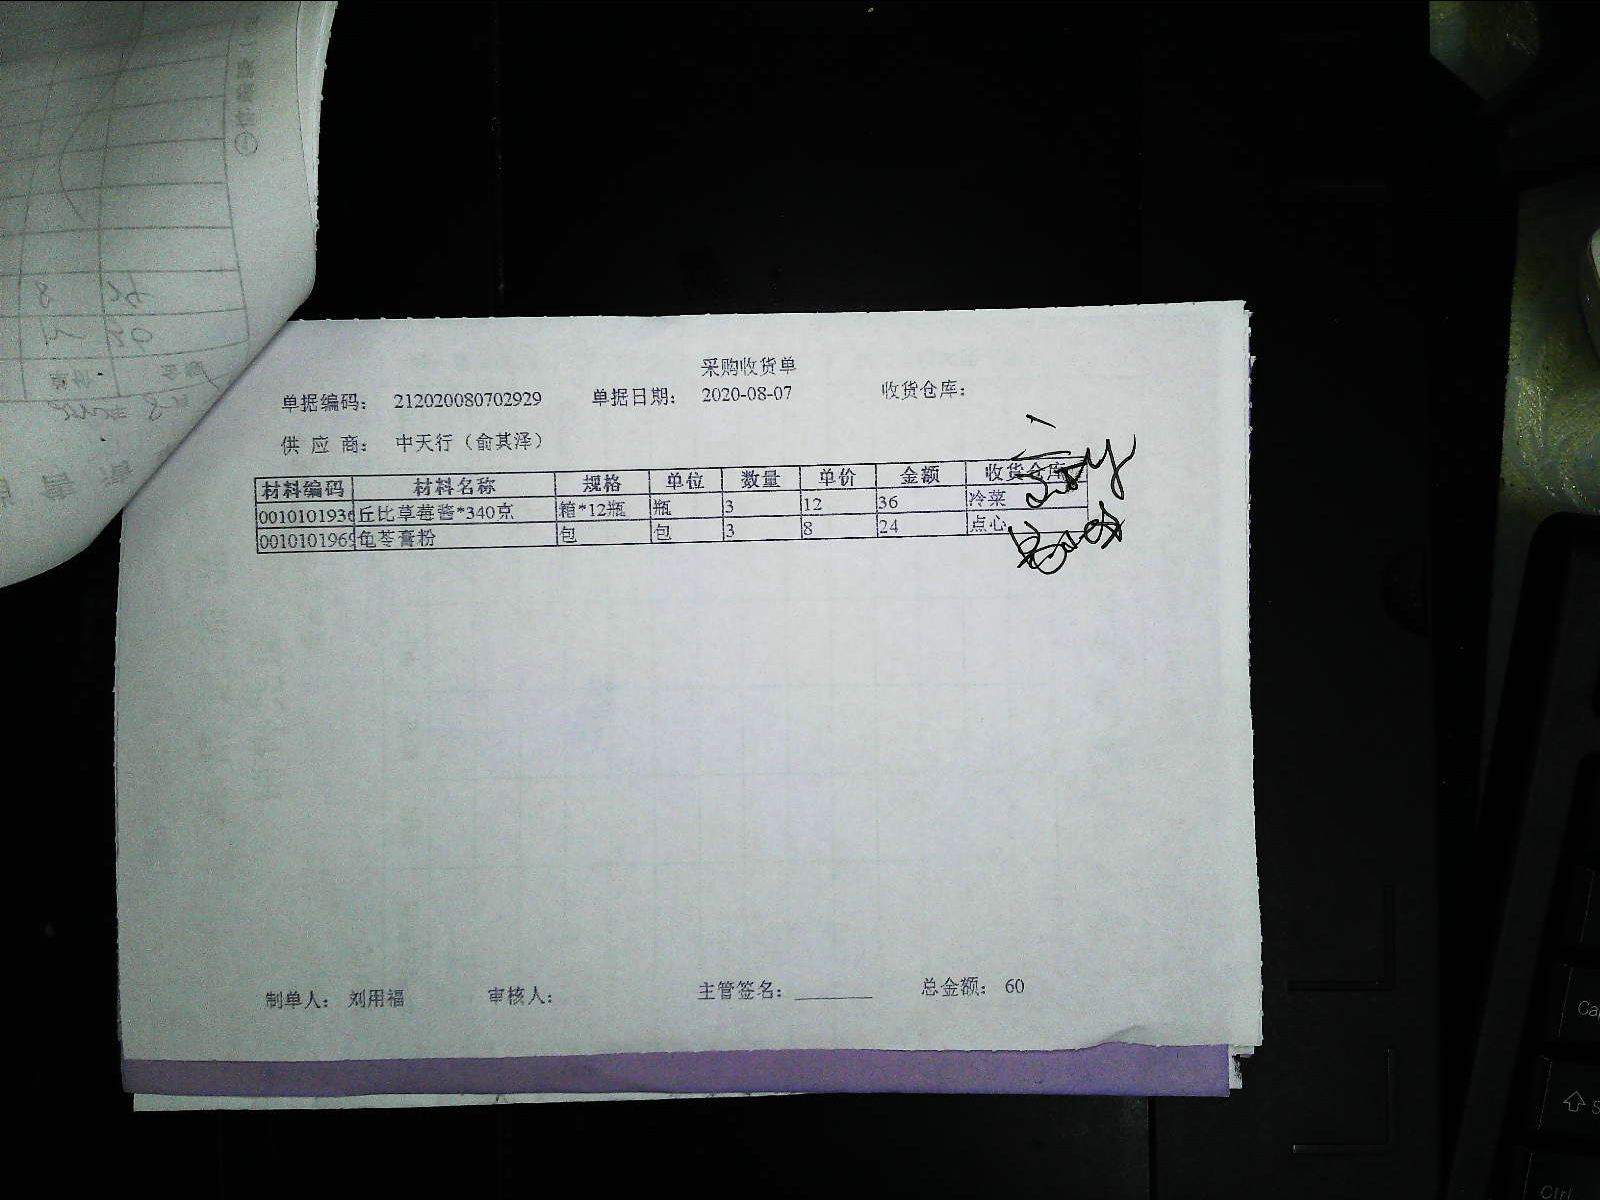 采购收货单
单据编码： 212020080702929 单据日期： 2020-08-07 收货仓库：
供 应 商： 中天行（俞其泽）
材料编码 材料名称 规格 单位 数量 单价 金额 收货仓库
0010101936 丘比草莓酱*340克 箱*12瓶 瓶 3 12 36 冷菜
0010101969 龟苓膏粉 包 包 3 8 24 点心
制单人： 刘用福 审核人： 主管签名：________ 总金额： 60
Ctrl